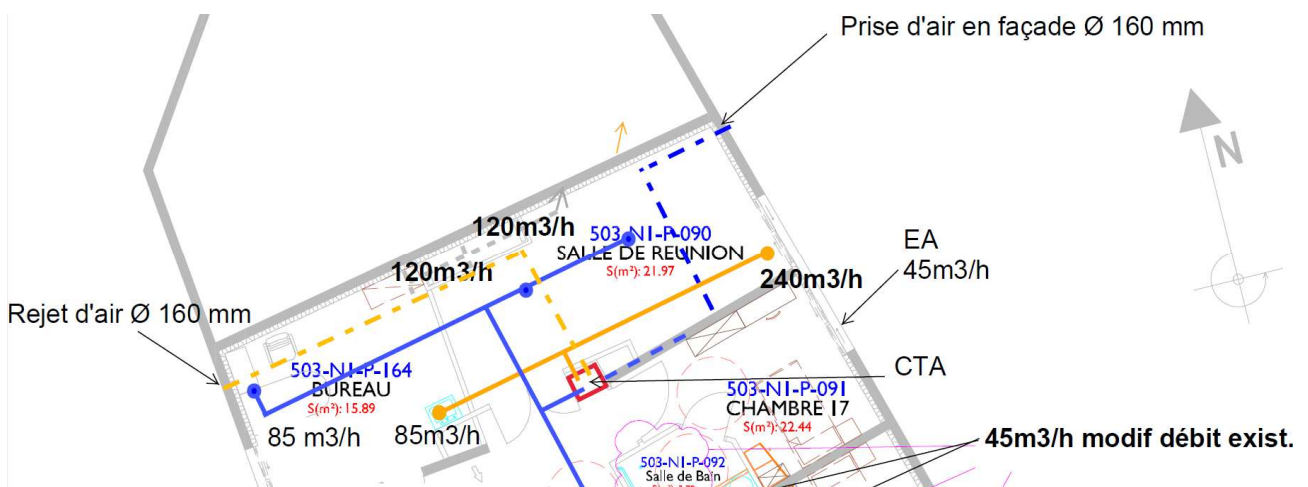 Prise d'air en façade Ø 160 mm
N
120m3/h
503-N1-P-090
SALLE DE REUNION
S(m²): 21.97
EA
45m3/h
120m3/h
240m3/h
Rejet d'air Ø 160 mm
503-N1-P-164
BUREAU
S(m²): 15.89
CTA
503-N1-P-091
CHAMBRE 17
S(m²): 22.44
85 m3/h
85m3/h
45m3/h modif débit exist.
503-N1-P-092
Salle de Bain